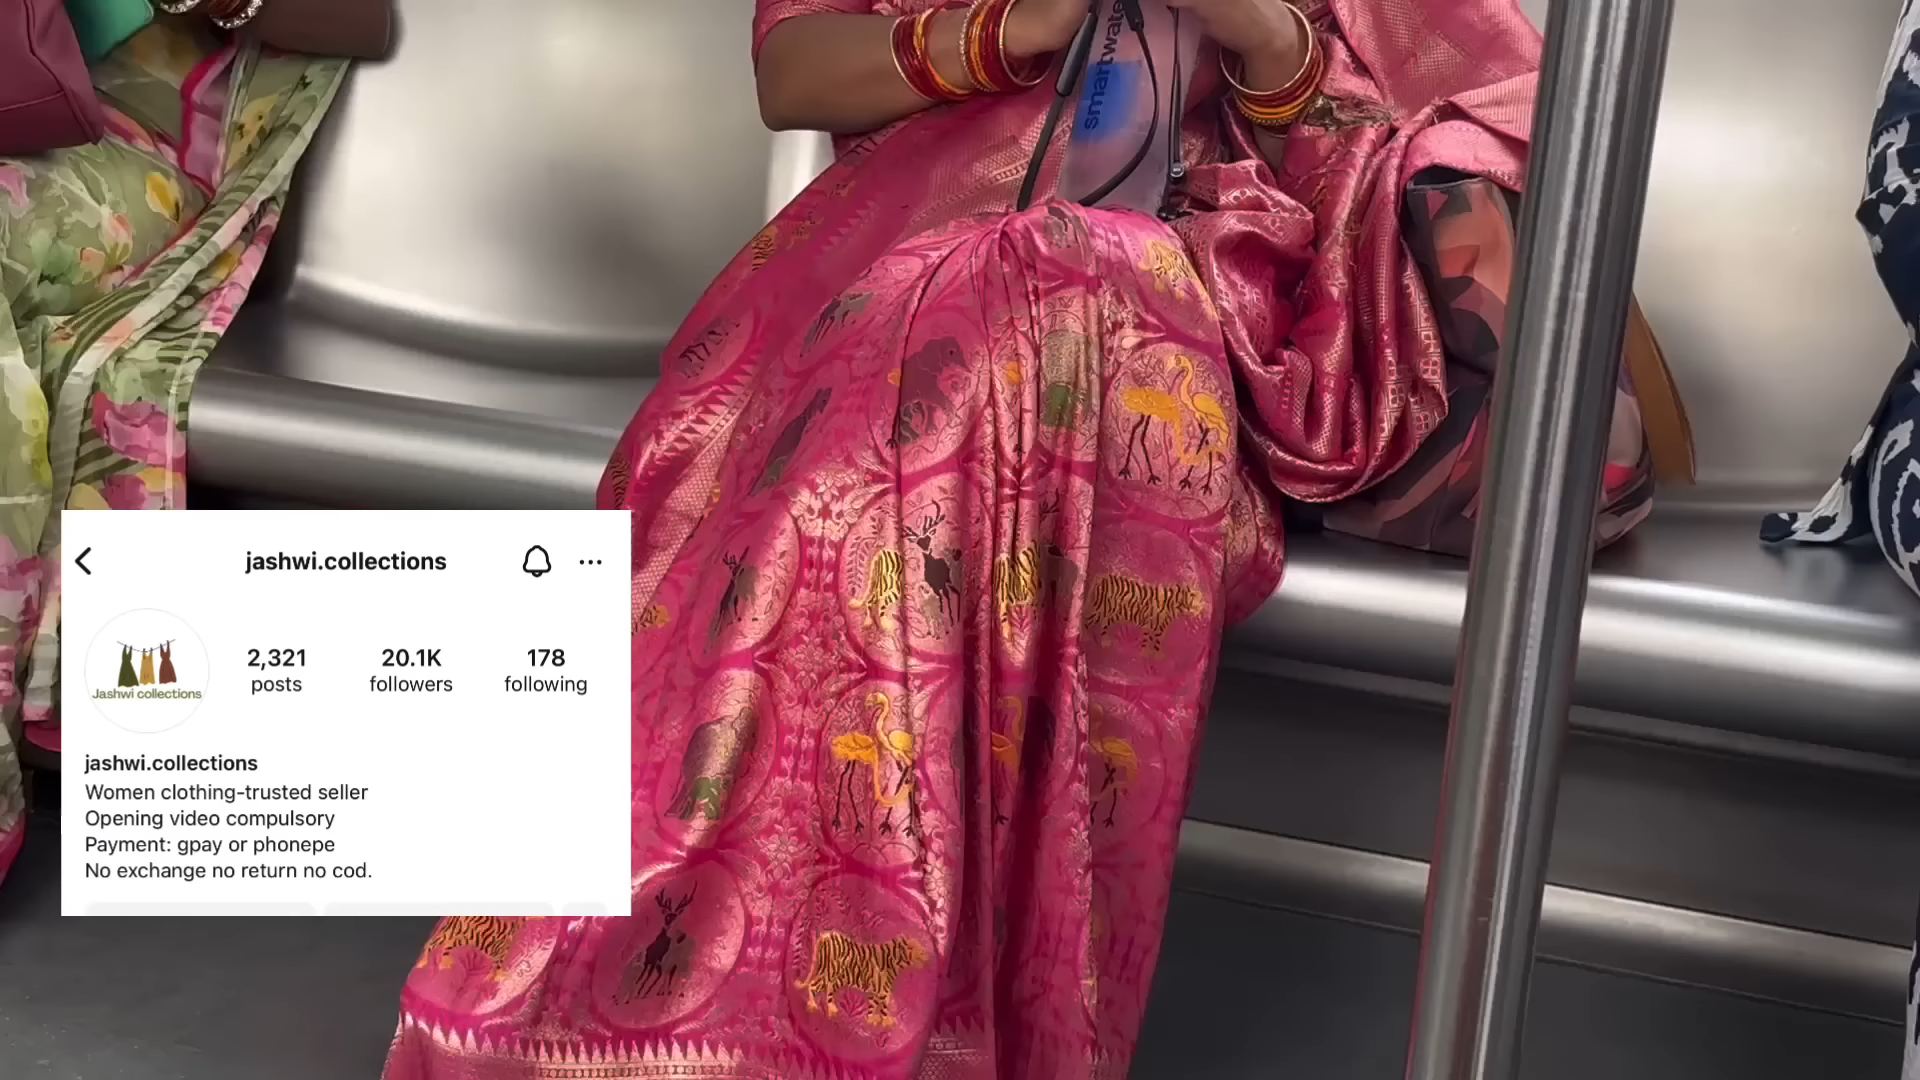 smartwater
jashwi.collections
Jashwi collections
2,321
posts
20.1K
followers
178
following
jashwi.collections
Women clothing-trusted seller
Opening video compulsory
Payment: gpay or phonepe
No exchange no return no cod.